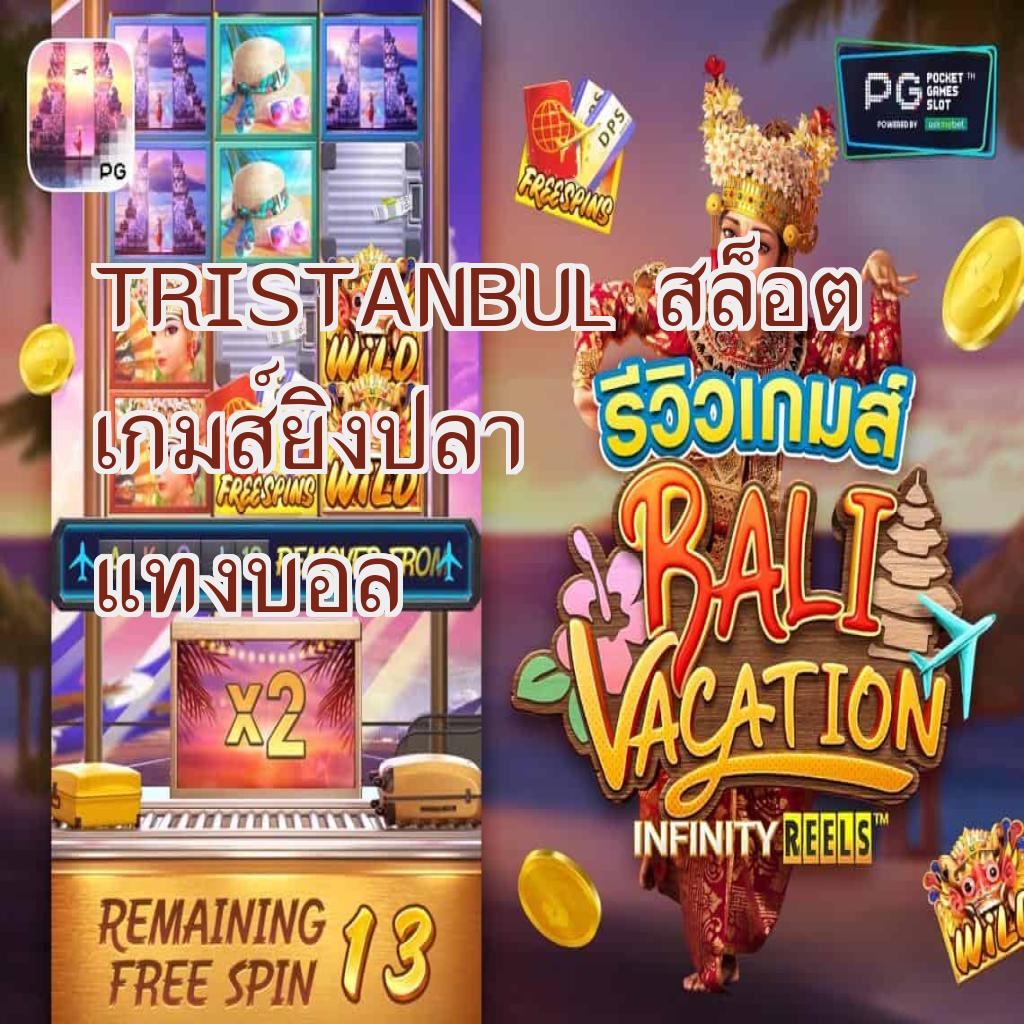 PG
PG POCKET GAMES SLOT™
POWERED BY askmebet
DPS
FREESPINS
TRISTANBUL สล็อต
เกมส์ยิงปลา
แทงบอล
WILD
FREESPINS
WILD
REMOVED FROM
x2
REMAINING
FREE SPIN 13
รีวิวเกมส์
BALI
VACATION
INFINITY REELS™
WILD